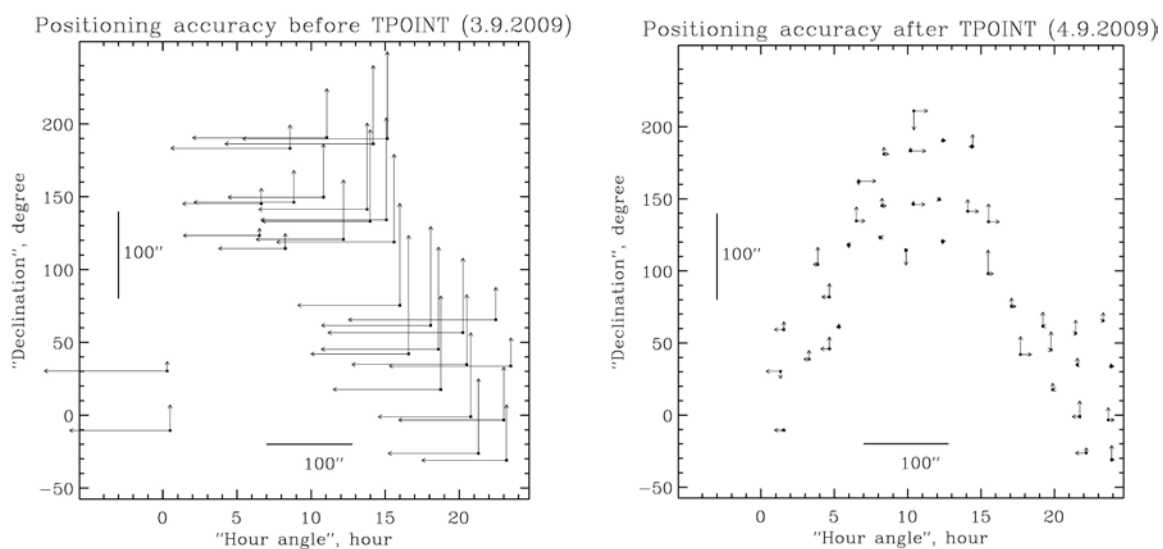 Positioning accuracy before TPOINT (3.9.2009)
200
150
100
50
0
−50
"Declination", degree
100"
100"
0 5 10 15 20
"Hour angle", hour
Positioning accuracy after TPOINT (4.9.2009)
200
150
100
50
0
−50
"Declination", degree
100"
100"
0 5 10 15 20
"Hour angle", hour